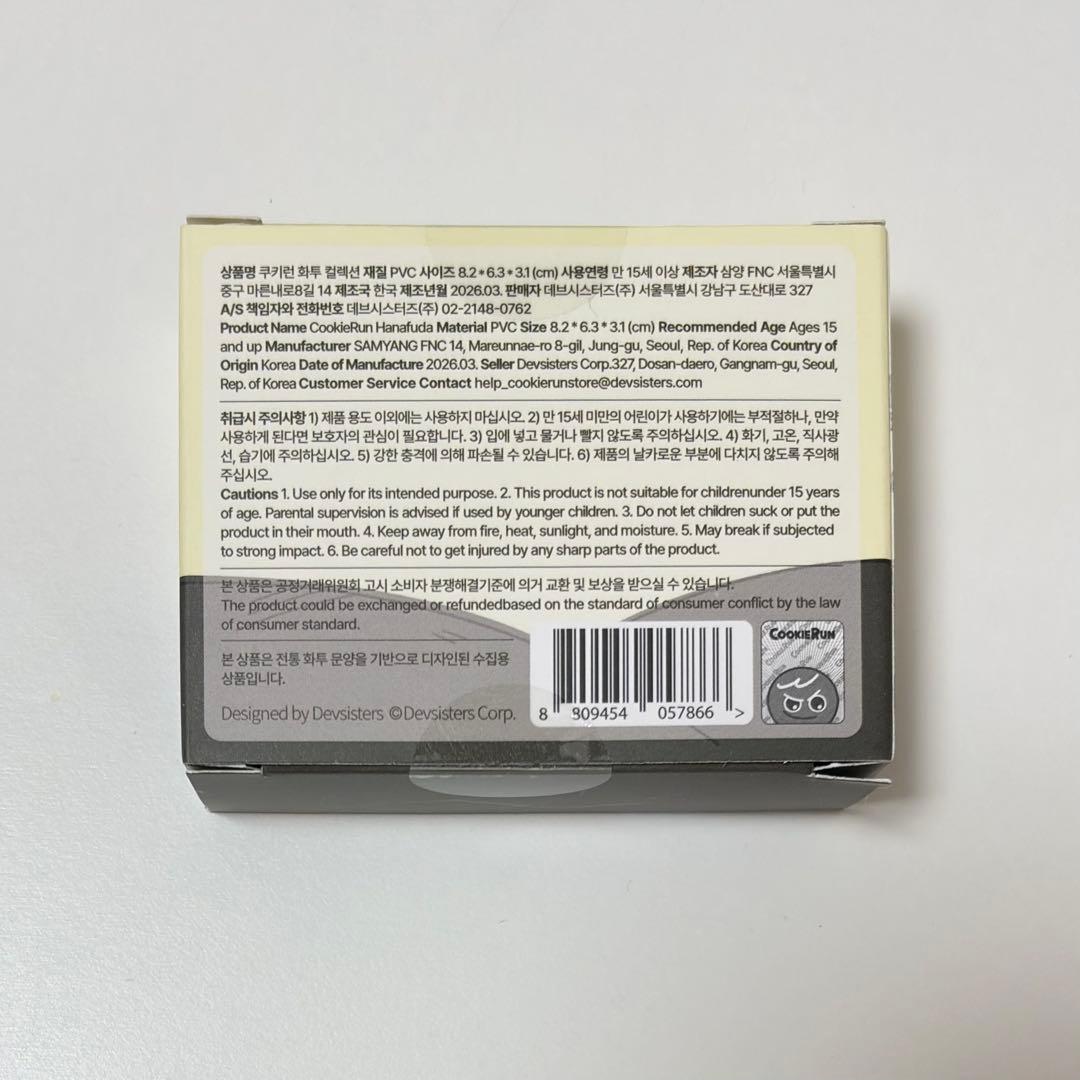 상품명 쿠키런 화투 컬렉션 재질 PVC 사이즈 8.2*6.3*3.1(cm) 사용연령 만 15세 이상 제조자 삼양 FNC 서울특별시
중구 마른내로8길 14 제조국 한국 제조년월 2026.03. 판매자 데브시스터즈(주) 서울특별시 강남구 도산대로 327
A/S 책임자와 전화번호 데브시스터즈(주) 02-2148-0762
Product Name CookieRun Hanafuda Material PVC Size 8.2*6.3*3.1(cm) Recommended Age Ages 15
and up Manufacturer SAMYANG FNC 14, Mareunnae-ro 8-gil, Jung-gu, Seoul, Rep. of Korea Country of
Origin Korea Date of Manufacture 2026.03. Seller Devsisters Corp.327, Dosan-daero, Gangnam-gu, Seoul,
Rep. of Korea Customer Service Contact help_cookierunstore@devsisters.com
취급시 주의사항 1) 제품 용도 이외에는 사용하지 마십시오. 2) 만 15세 미만의 어린이가 사용하기에는 부적절하나, 만약
사용하게 된다면 보호자의 관심이 필요합니다. 3) 입에 넣고 물거나 빨지 않도록 주의하십시오. 4) 화기, 고온, 직사광
선, 습기에 주의하십시오. 5) 강한 충격에 의해 파손될 수 있습니다. 6) 제품의 날카로운 부분에 다치지 않도록 주의해
주십시오.
Cautions 1. Use only for its intended purpose. 2. This product is not suitable for childrenunder 15 years
of age. Parental supervision is advised if used by younger children. 3. Do not let children suck or put the
product in their mouth. 4. Keep away from fire, heat, sunlight, and moisture. 5. May break if subjected
to strong impact. 6. Be careful not to get injured by any sharp parts of the product.
본 상품은 공정거래위원회 고시 소비자 분쟁해결기준에 의거 교환 및 보상을 받으실 수 있습니다.
The product could be exchanged or refundedbased on the standard of consumer conflict by the law
of consumer standard.
본 상품은 전통 화투 문양을 기반으로 디자인된 수집용
상품입니다.
Designed by Devsisters ©Devsisters Corp.
8 809454 057866 >
COOKIERUN